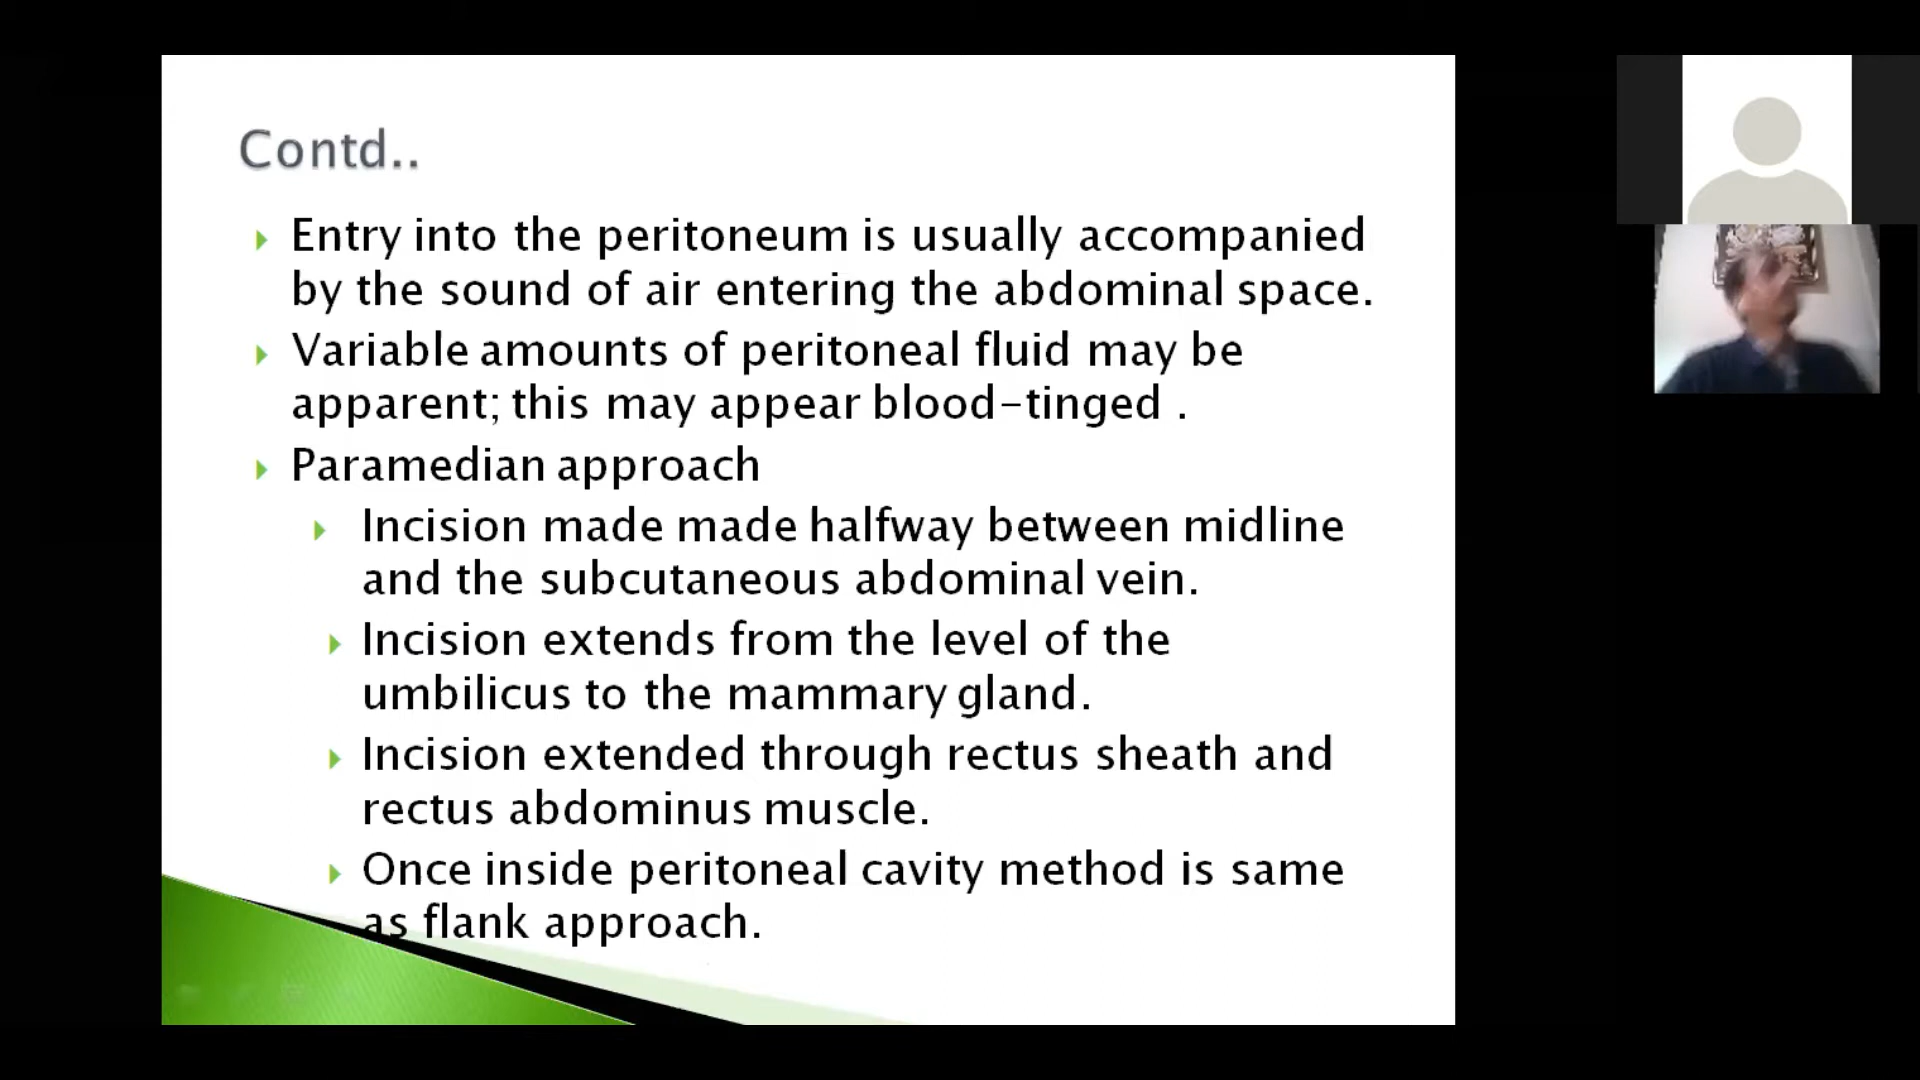 Contd..
Entry into the peritoneum is usually accompanied
by the sound of air entering the abdominal space.
Variable amounts of peritoneal fluid may be
apparent; this may appear blood-tinged .
Paramedian approach
Incision made made halfway between midline
and the subcutaneous abdominal vein.
Incision extends from the level of the
umbilicus to the mammary gland.
Incision extended through rectus sheath and
rectus abdominus muscle.
Once inside peritoneal cavity method is same
as flank approach.